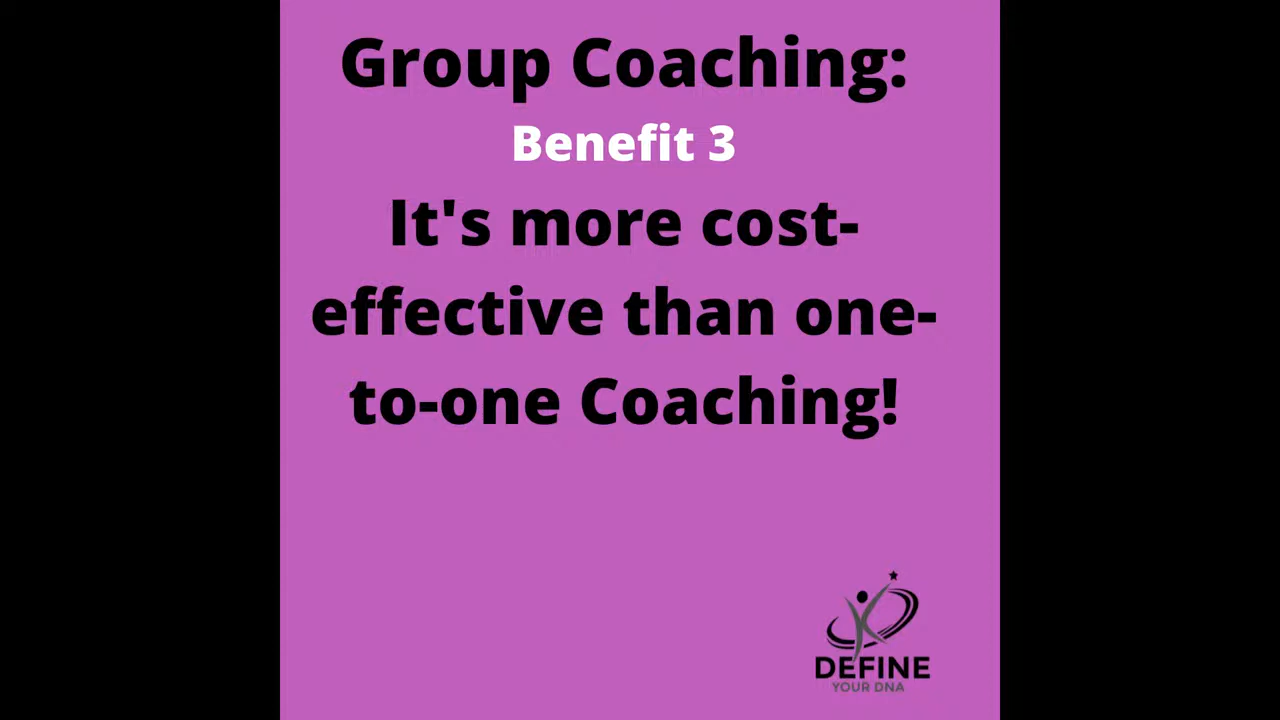 Group Coaching:
Benefit 3
It's more cost-
effective than one-
to-one Coaching!
DEFINE
YOUR DNA